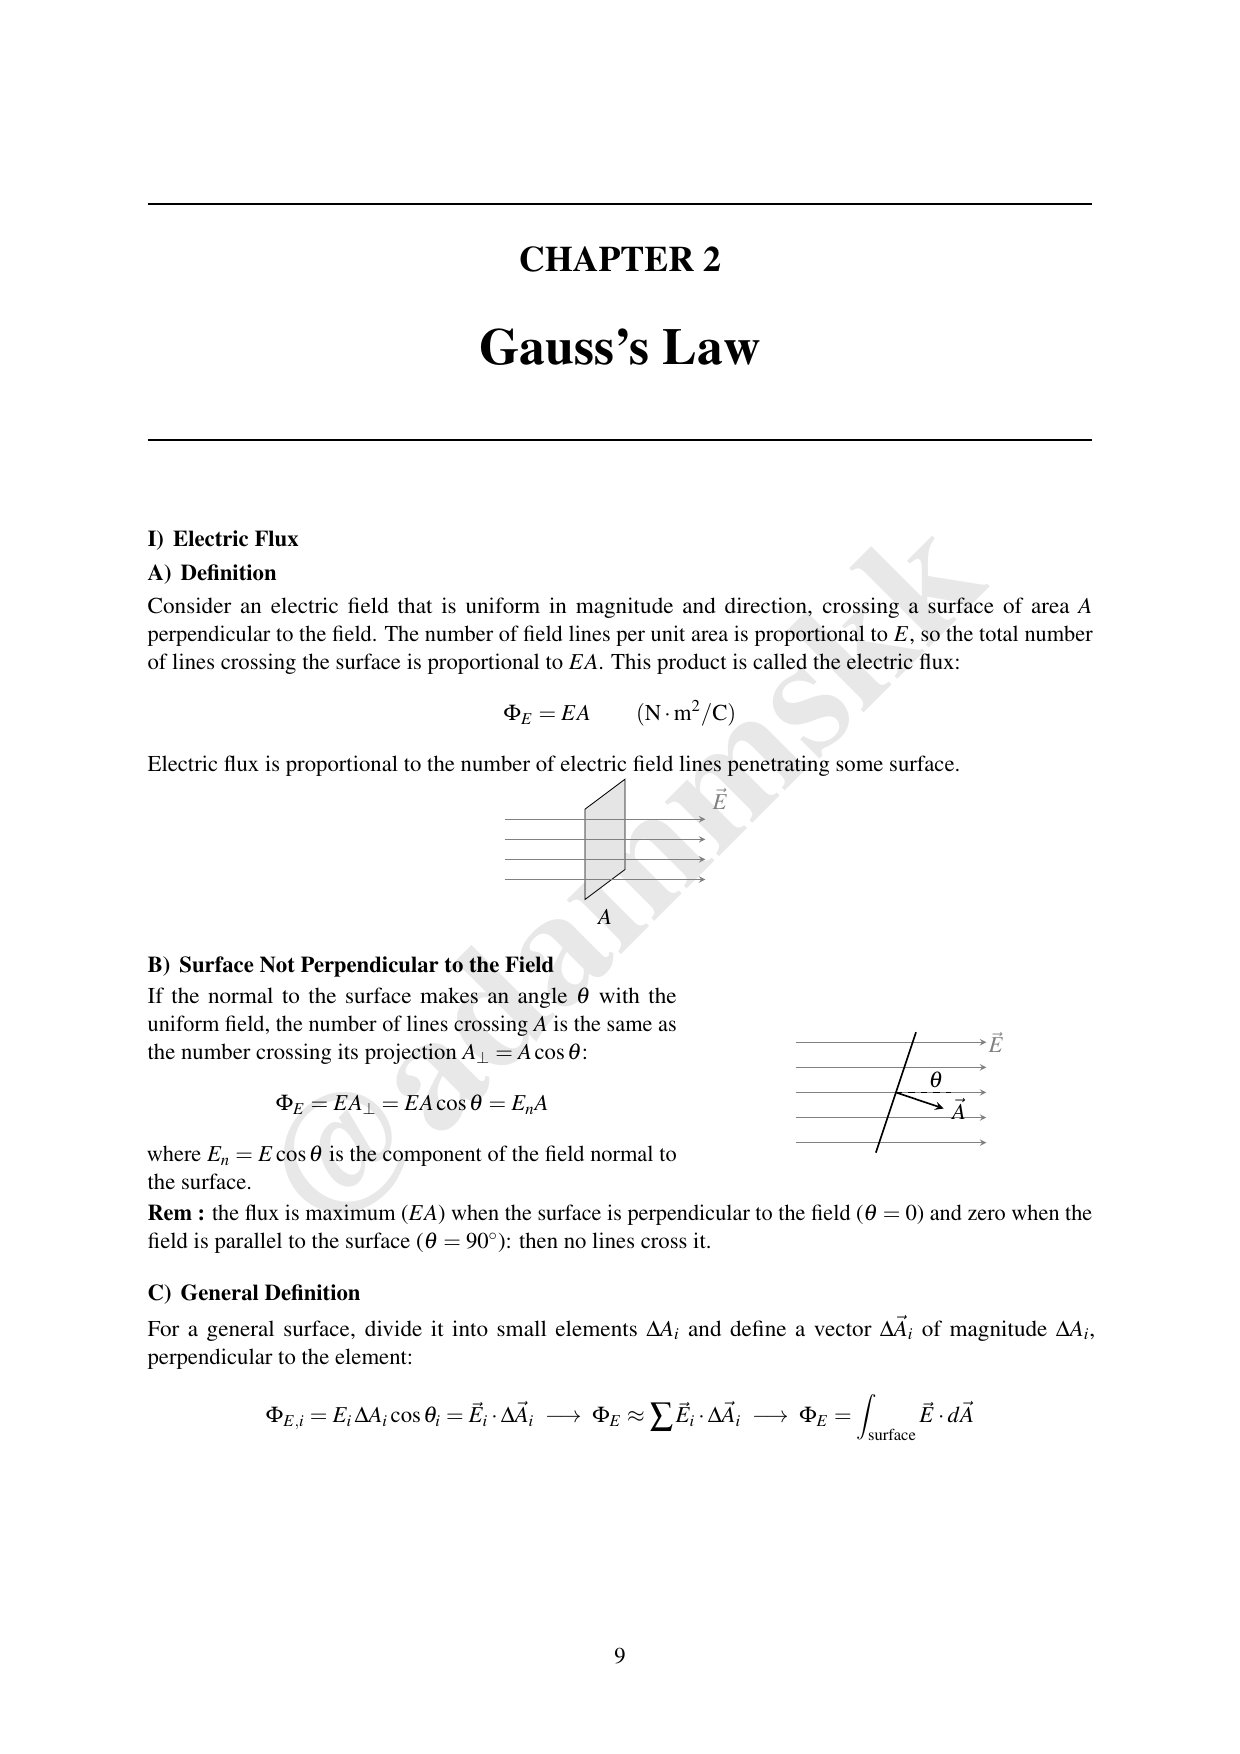 CHAPTER 2
Gauss's Law
I) Electric Flux
A) Definition
Consider an electric field that is uniform in magnitude and direction, crossing a surface of area A
perpendicular to the field. The number of field lines per unit area is proportional to E, so the total number
of lines crossing the surface is proportional to EA. This product is called the electric flux:
Φ_E = EA (N·m²/C)
Electric flux is proportional to the number of electric field lines penetrating some surface.
E⃗
A
B) Surface Not Perpendicular to the Field
If the normal to the surface makes an angle θ with the
uniform field, the number of lines crossing A is the same as
the number crossing its projection A_⊥ = A cos θ:
Φ_E = EA_⊥ = EA cos θ = E_n A
where E_n = E cos θ is the component of the field normal to
the surface.
E⃗
θ
A⃗
Rem : the flux is maximum (EA) when the surface is perpendicular to the field (θ = 0) and zero when the
field is parallel to the surface (θ = 90°): then no lines cross it.
C) General Definition
For a general surface, divide it into small elements ΔA_i and define a vector ΔA⃗_i of magnitude ΔA_i,
perpendicular to the element:
Φ_{E,i} = E_i ΔA_i cos θ_i = E⃗_i · ΔA⃗_i ⟶ Φ_E ≈ ∑ E⃗_i · ΔA⃗_i ⟶ Φ_E = ∫_surface E⃗ · dA⃗
9
@adammskk